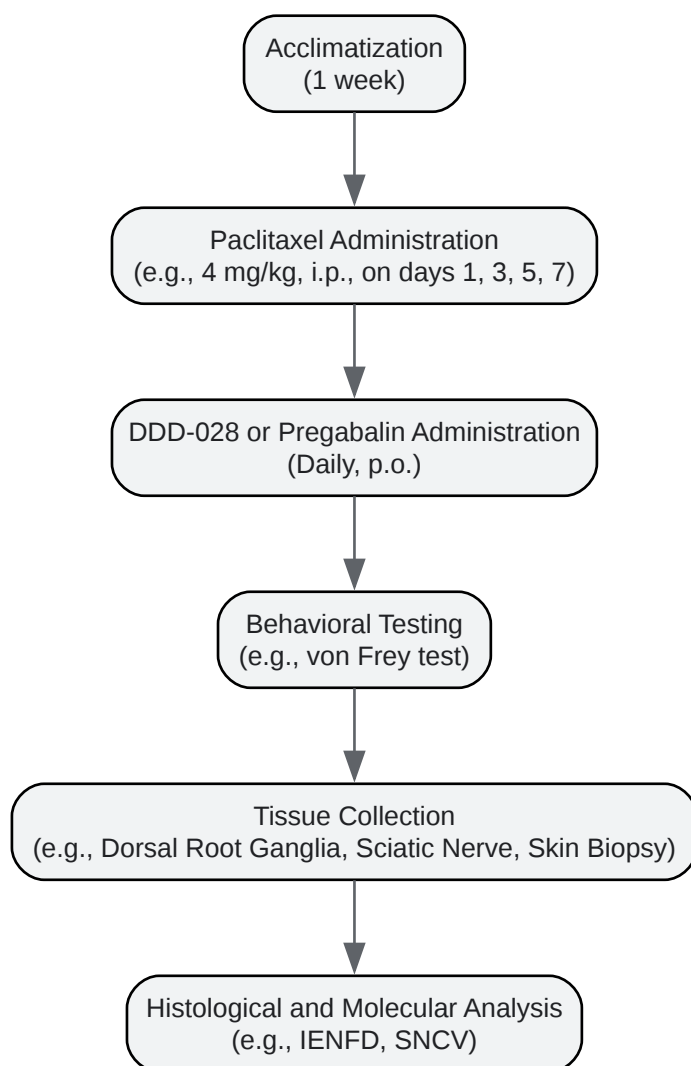 Acclimatization
(1 week)
Paclitaxel Administration
(e.g., 4 mg/kg, i.p., on days 1, 3, 5, 7)
DDD-028 or Pregabalin Administration
(Daily, p.o.)
Behavioral Testing
(e.g., von Frey test)
Tissue Collection
(e.g., Dorsal Root Ganglia, Sciatic Nerve, Skin Biopsy)
Histological and Molecular Analysis
(e.g., IENFD, SNCV)